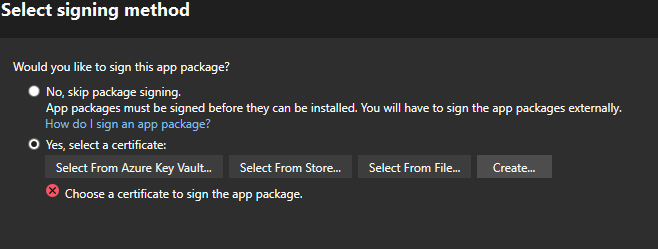 Select signing method
Would you like to sign this app package?
No, skip package signing.
App packages must be signed before they can be installed. You will have to sign the app packages externally.
How do I sign an app package?
Yes, select a certificate:
Select From Azure Key Vault... Select From Store... Select From File... Create...
Choose a certificate to sign the app package.